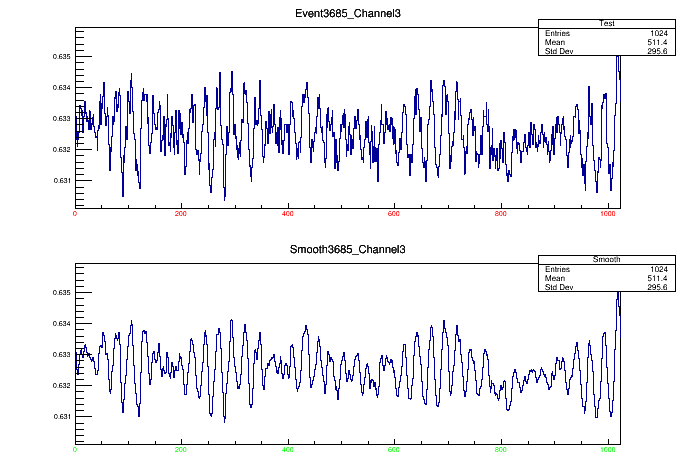 Event3685_Channel3
Test
Entries 1024
Mean 511.4
Std Dev 295.6
0.635
0.634
0.633
0.632
0.631
0 200 400 600 800 1000
Smooth3685_Channel3
Smooth
Entries 1024
Mean 511.4
Std Dev 295.6
0.635
0.634
0.633
0.632
0.631
0 200 400 600 800 1000